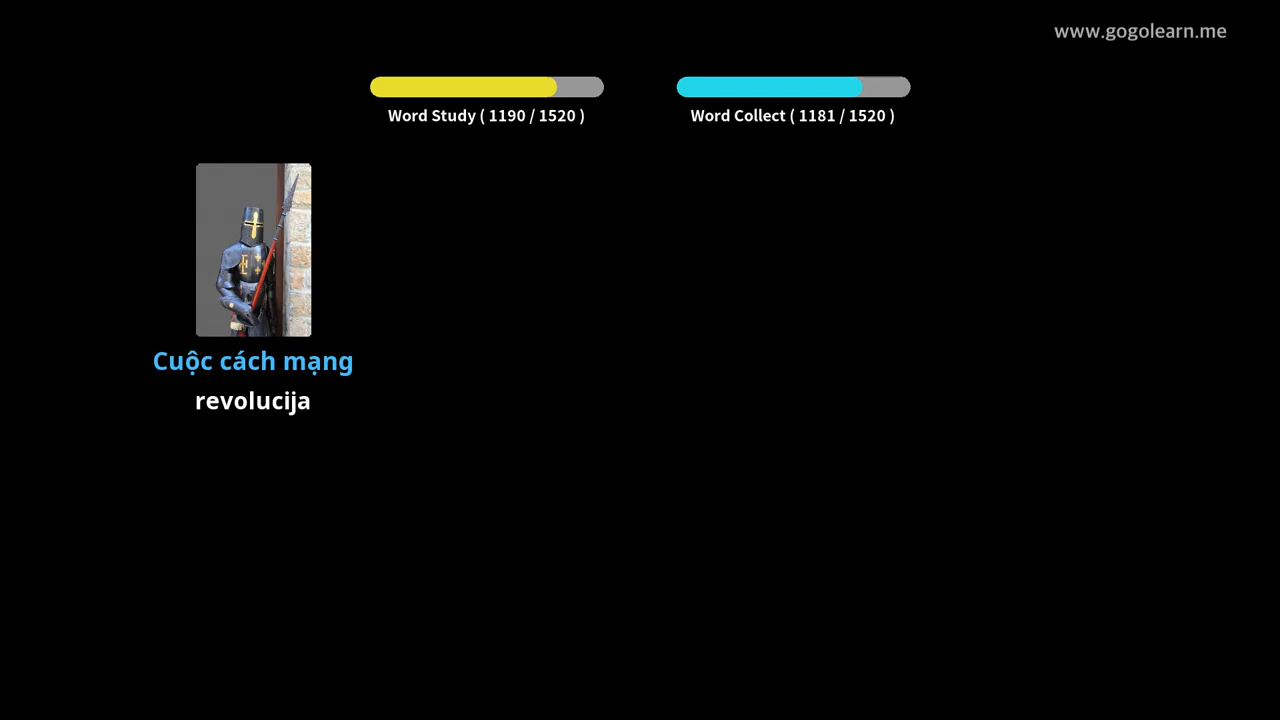 www.gogolearn.me
Word Study ( 1190 / 1520 )
Word Collect ( 1181 / 1520 )
Cuộc cách mạng
revolucija